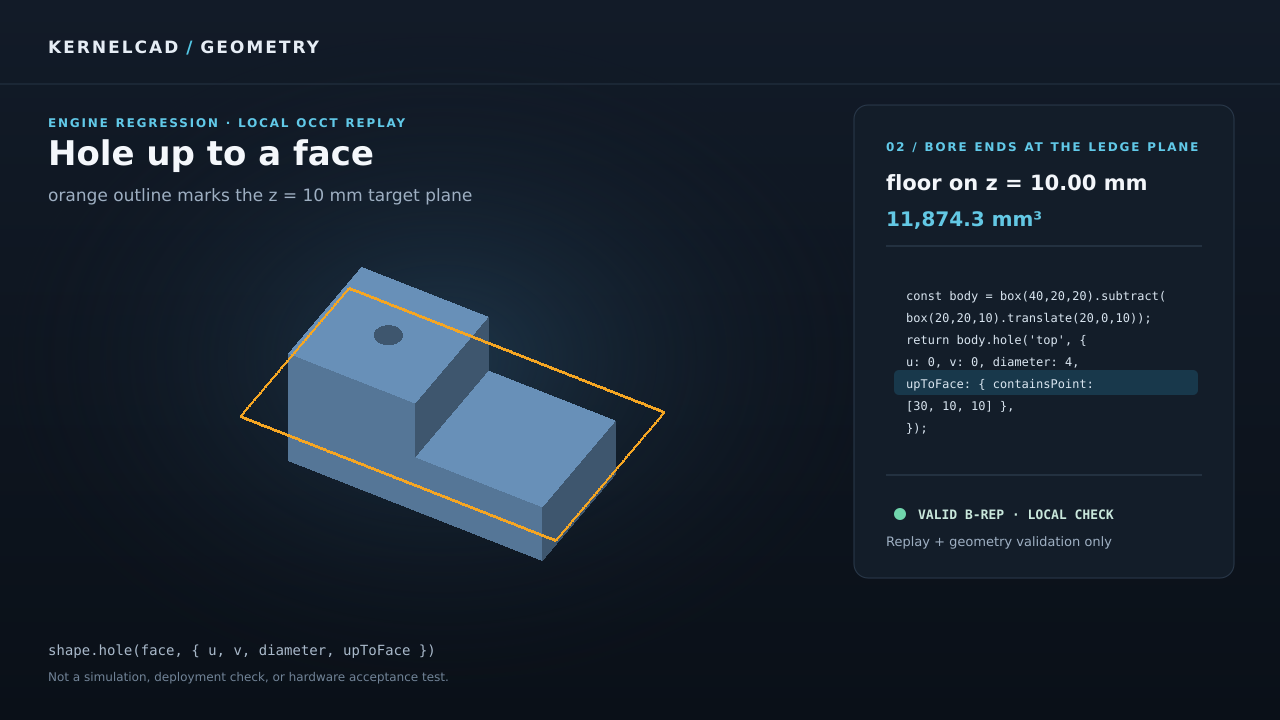 KERNELCAD / GEOMETRY
ENGINE REGRESSION · LOCAL OCCT REPLAY
Hole up to a face
orange outline marks the z = 10 mm target plane
02 / BORE ENDS AT THE LEDGE PLANE
floor on z = 10.00 mm
11,874.3 mm³
const body = box(40,20,20).subtract(
box(20,20,10).translate(20,0,10));
return body.hole('top', {
u: 0, v: 0, diameter: 4,
upToFace: { containsPoint:
[30, 10, 10] },
});
VALID B-REP · LOCAL CHECK
Replay + geometry validation only
shape.hole(face, { u, v, diameter, upToFace })
Not a simulation, deployment check, or hardware acceptance test.